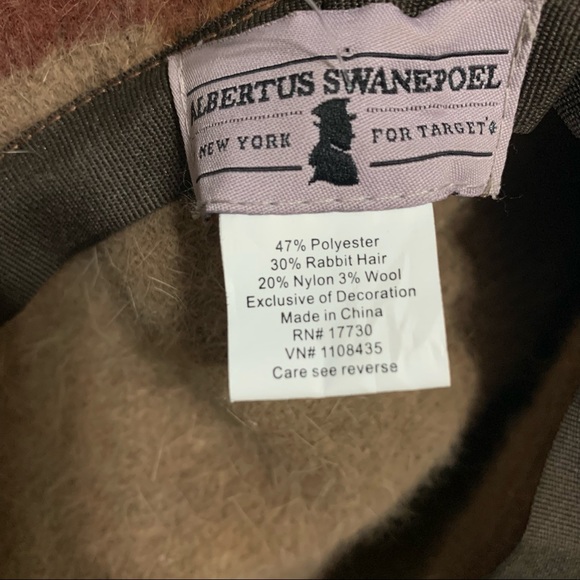 ALBERTUS SWANEPOEL
NEW YORK FOR TARGET
47% Polyester
30% Rabbit Hair
20% Nylon 3% Wool
Exclusive of Decoration
Made in China
RN# 17730
VN# 1108435
Care see reverse